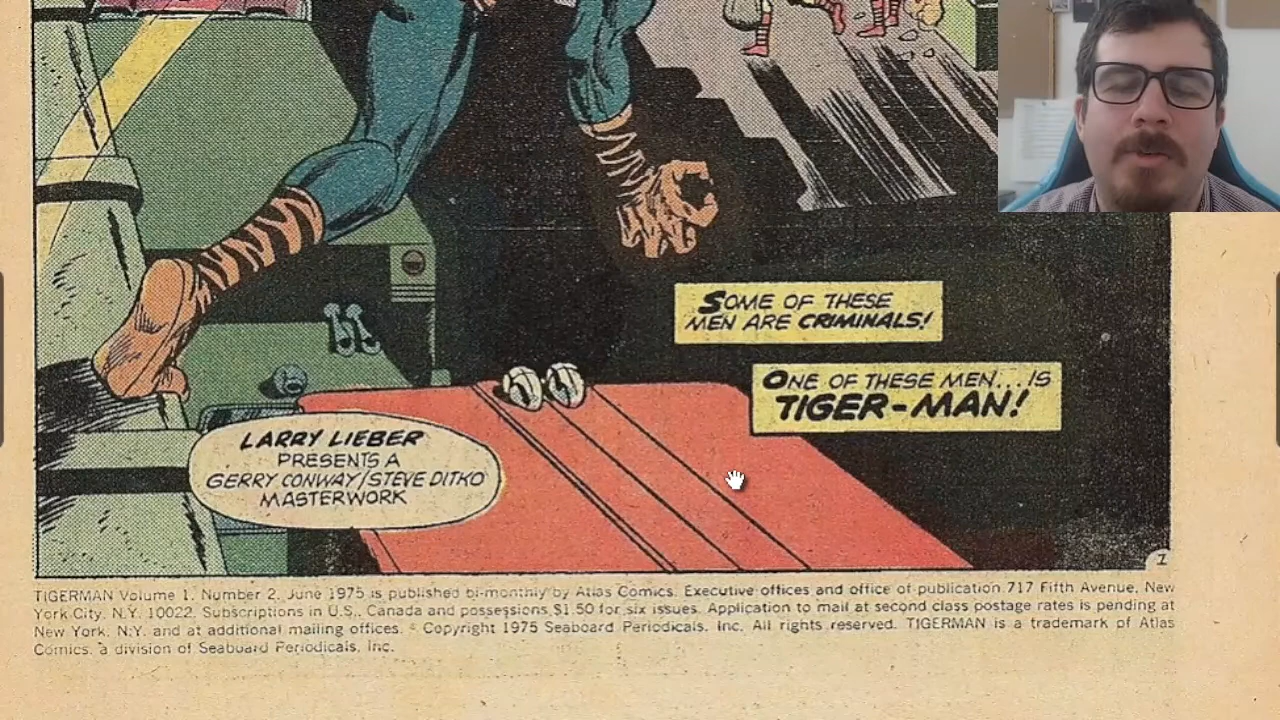 SOME OF THESE
MEN ARE CRIMINALS!
ONE OF THESE MEN...IS
TIGER-MAN!
LARRY LIEBER
PRESENTS A
GERRY CONWAY/STEVE DITKO
MASTERWORK
1
TIGERMAN Volume 1, Number 2, June 1975 is published bi-monthly by Atlas Comics. Executive offices and office of publication 717 Fifth Avenue, New
York City, N.Y. 10022. Subscriptions in U.S., Canada and possessions $1.50 for six issues. Application to mail at second class postage rates is pending at
New York, N.Y. and at additional mailing offices. © Copyright 1975 Seaboard Periodicals, Inc. All rights reserved. TIGERMAN is a trademark of Atlas
Comics, a division of Seaboard Periodicals, Inc.